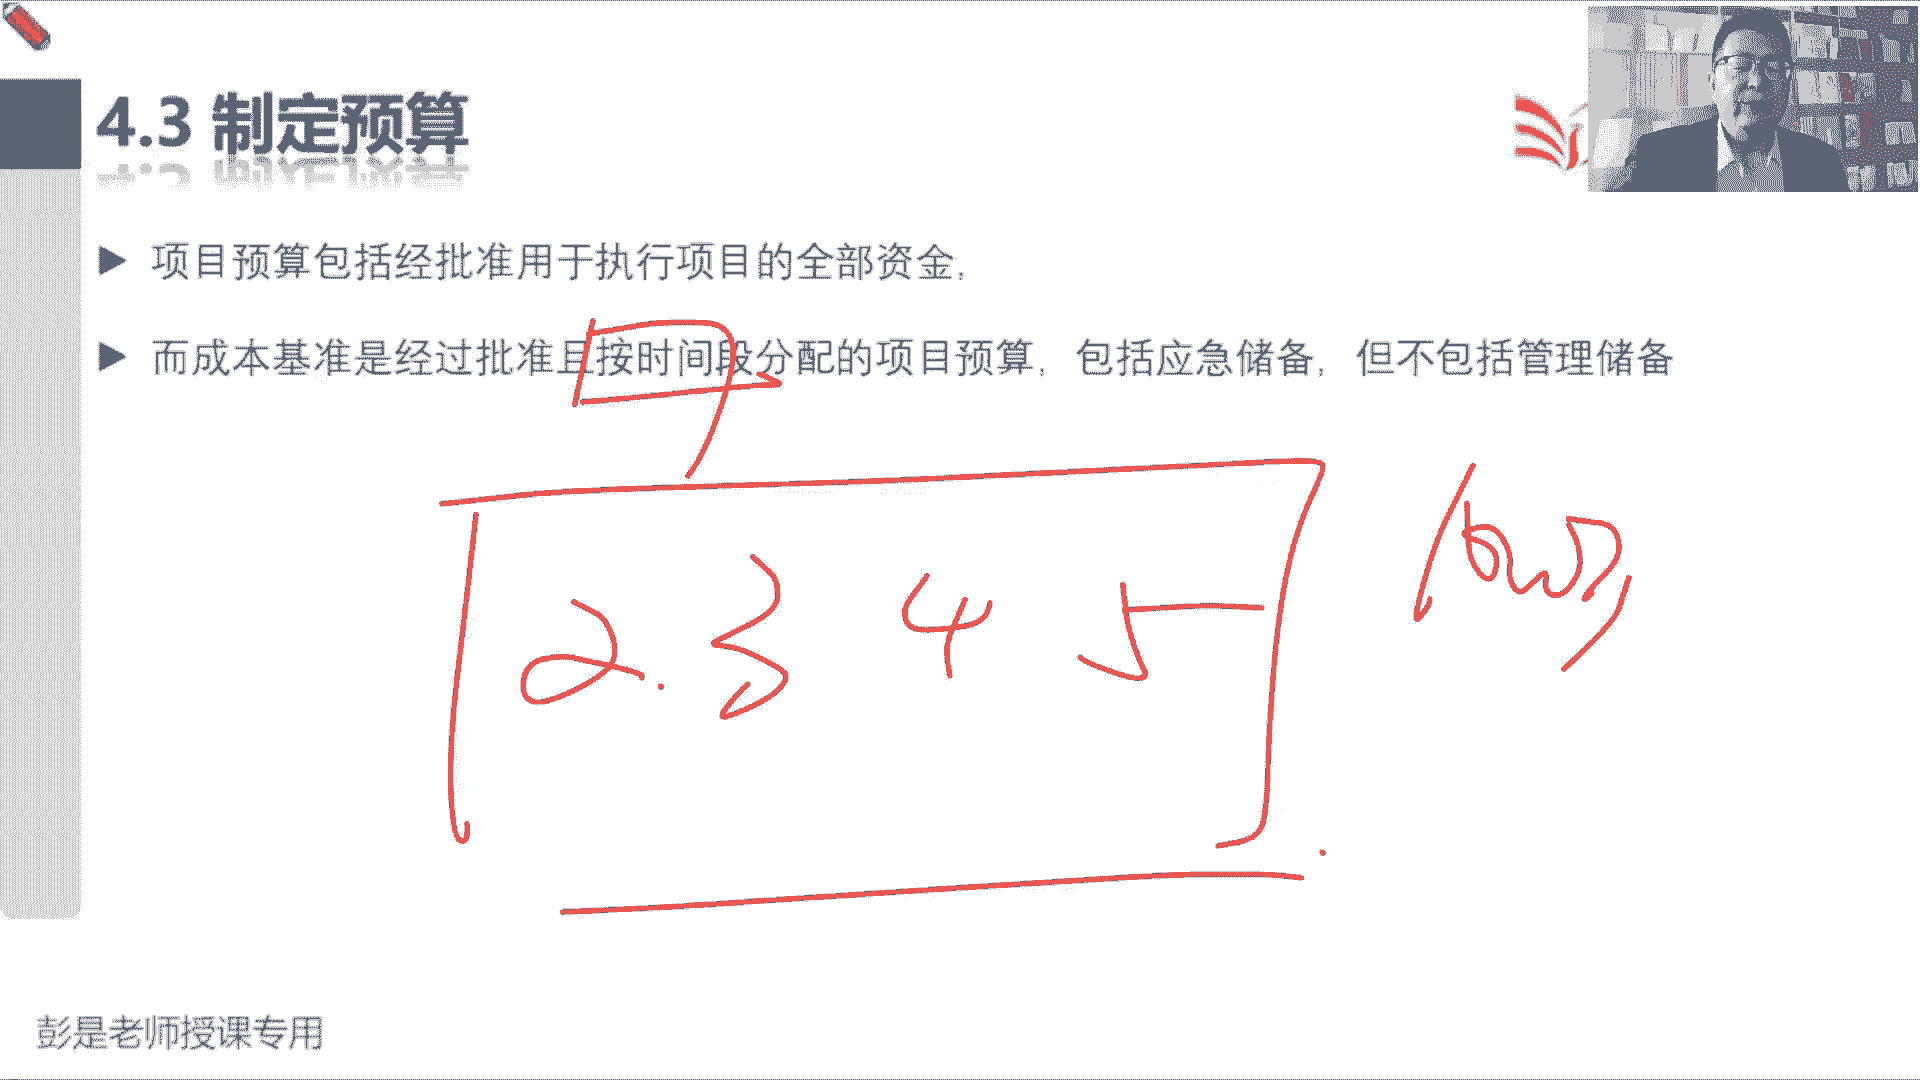 4.3 制定预算
项目预算包括经批准用于执行项目的全部资金,
而成本基准是经过批准且按时间段分配的项目预算,包括应急储备,但不包括管理储备
2.3 4 5
彭是老师授课专用